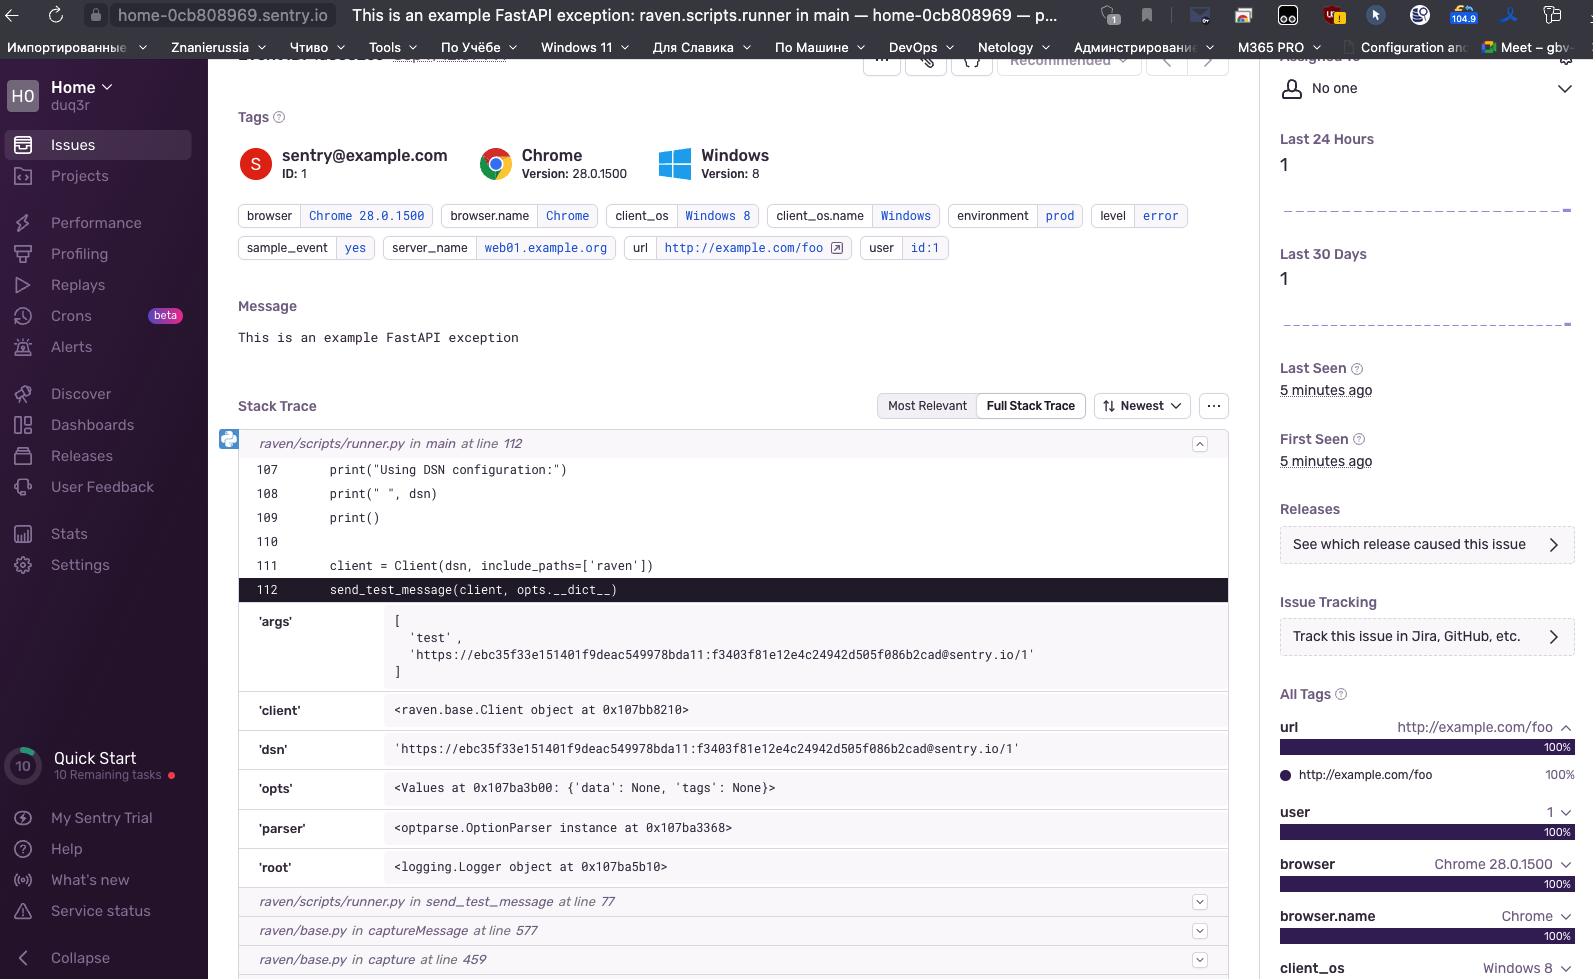 home-0cb808969.sentry.io This is an example FastAPI exception: raven.scripts.runner in main — home-0cb808969 — p...
1 104.9
Импортированные Znanierussia Чтиво Tools По Учёбе Windows 11 Для Славика По Машине DevOps Netology Админстрирование M365 PRO Configuration and Meet – gbv-
HO Home
duq3r
Issues
Projects
Performance
Profiling
Replays
Crons beta
Alerts
Discover
Dashboards
Releases
User Feedback
Stats
Settings
10 Quick Start
10 Remaining tasks
My Sentry Trial
Help
What's new
Service status
Collapse
Recommended
Tags
S sentry@example.com
ID: 1
Chrome
Version: 28.0.1500
Windows
Version: 8
browser Chrome 28.0.1500 browser.name Chrome client_os Windows 8 client_os.name Windows environment prod level error
sample_event yes server_name web01.example.org url http://example.com/foo user id:1
Message
This is an example FastAPI exception
Stack Trace Most Relevant Full Stack Trace Newest ...
raven/scripts/runner.py in main at line 112
107 print("Using DSN configuration:")
108 print(" ", dsn)
109 print()
110
111 client = Client(dsn, include_paths=['raven'])
112 send_test_message(client, opts.__dict__)
'args' [
'test' ,
'https://ebc35f33e151401f9deac549978bda11:f3403f81e12e4c24942d505f086b2cad@sentry.io/1'
]
'client' <raven.base.Client object at 0x107bb8210>
'dsn' 'https://ebc35f33e151401f9deac549978bda11:f3403f81e12e4c24942d505f086b2cad@sentry.io/1'
'opts' <Values at 0x107ba3b00: {'data': None, 'tags': None}>
'parser' <optparse.OptionParser instance at 0x107ba3368>
'root' <logging.Logger object at 0x107ba5b10>
raven/scripts/runner.py in send_test_message at line 77
raven/base.py in captureMessage at line 577
raven/base.py in capture at line 459
Assigned To
No one
Last 24 Hours
1
Last 30 Days
1
Last Seen
5 minutes ago
First Seen
5 minutes ago
Releases
See which release caused this issue
Issue Tracking
Track this issue in Jira, GitHub, etc.
All Tags
url http://example.com/foo
100%
http://example.com/foo 100%
user 1
100%
browser Chrome 28.0.1500
100%
browser.name Chrome
100%
client_os Windows 8